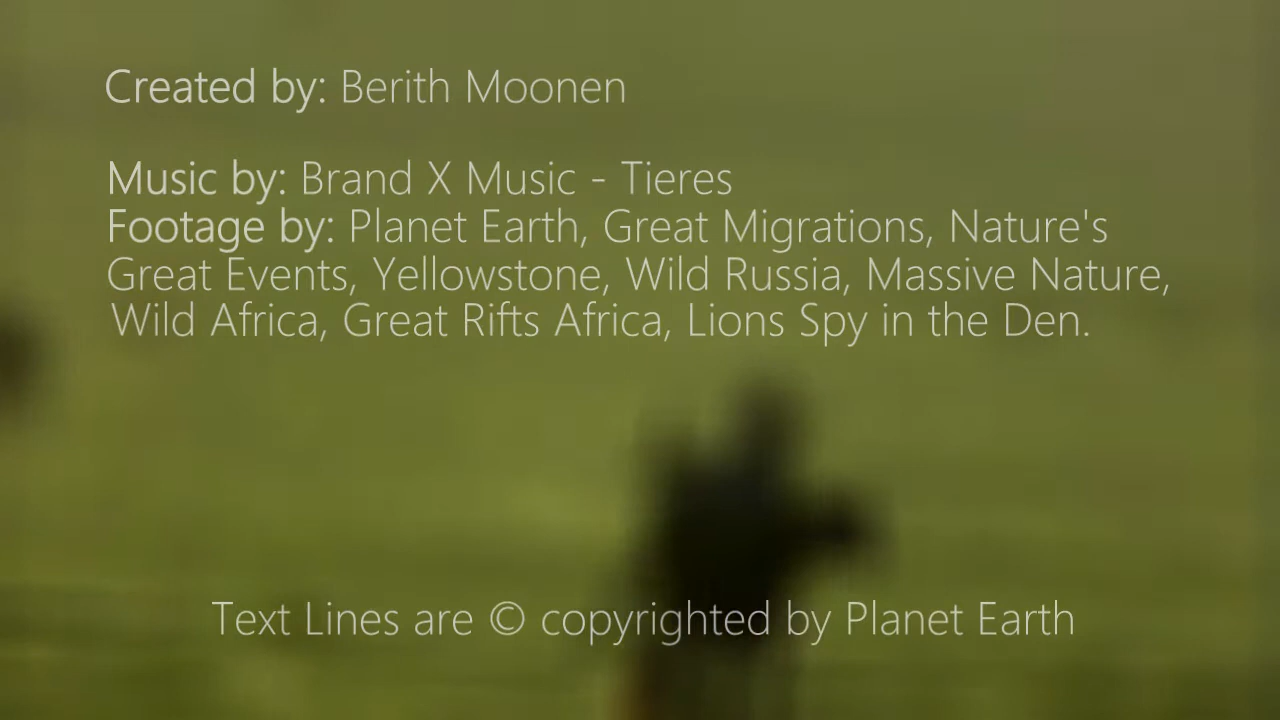 Created by: Berith Moonen
Music by: Brand X Music - Tieres
Footage by: Planet Earth, Great Migrations, Nature's
Great Events, Yellowstone, Wild Russia, Massive Nature,
Wild Africa, Great Rifts Africa, Lions Spy in the Den.
Text Lines are © copyrighted by Planet Earth